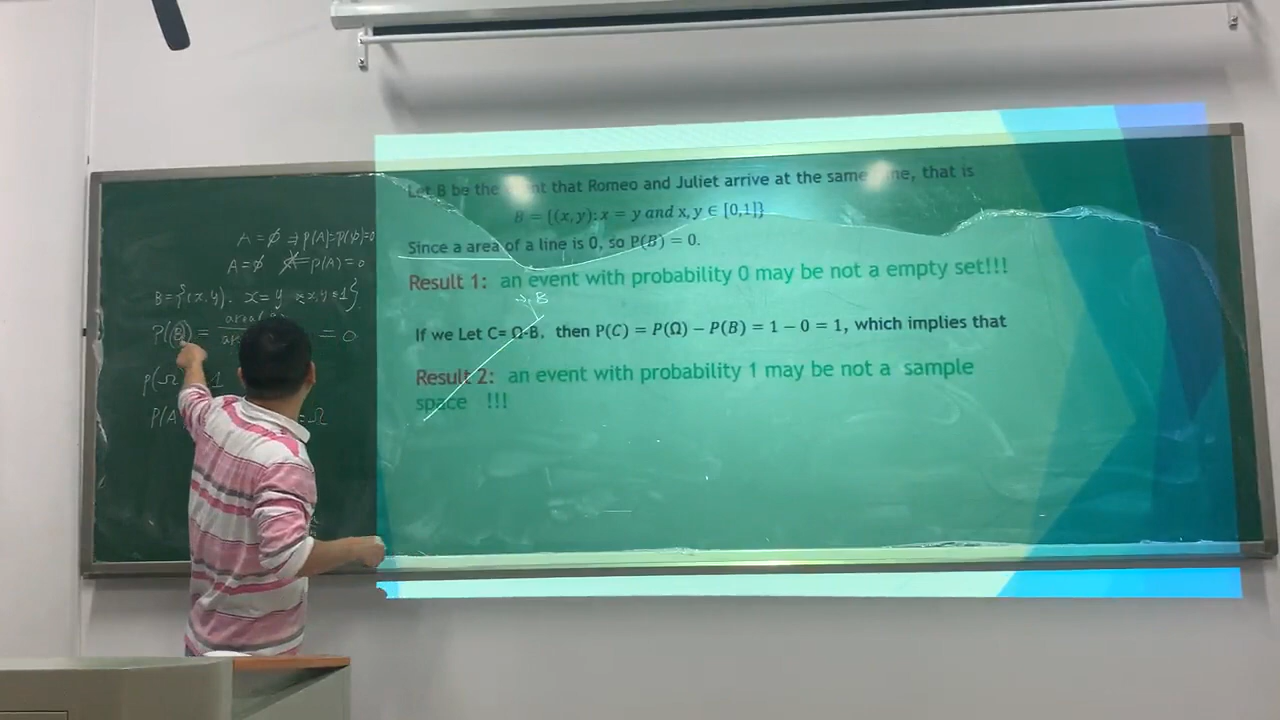 A = ∅ ⇒ P(A) = P(∅) = 0
A = ∅ ⇍ P(A) = 0
B = {(x,y). x = y
P(B) = = 0
P(Ω 1
P(A = Ω
Let B be the that Romeo and Juliet arrive at the same , that is
B = {(x,y): x = y and x, y ∈ [0,1]}
Since a area of a line is 0, so P(B) = 0.
Result 1: an event with probability 0 may be not a empty set!!!
B
If we Let C= Ω-B, then P(C) = P(Ω) − P(B) = 1 − 0 = 1, which implies that
Result 2: an event with probability 1 may be not a sample
space !!!